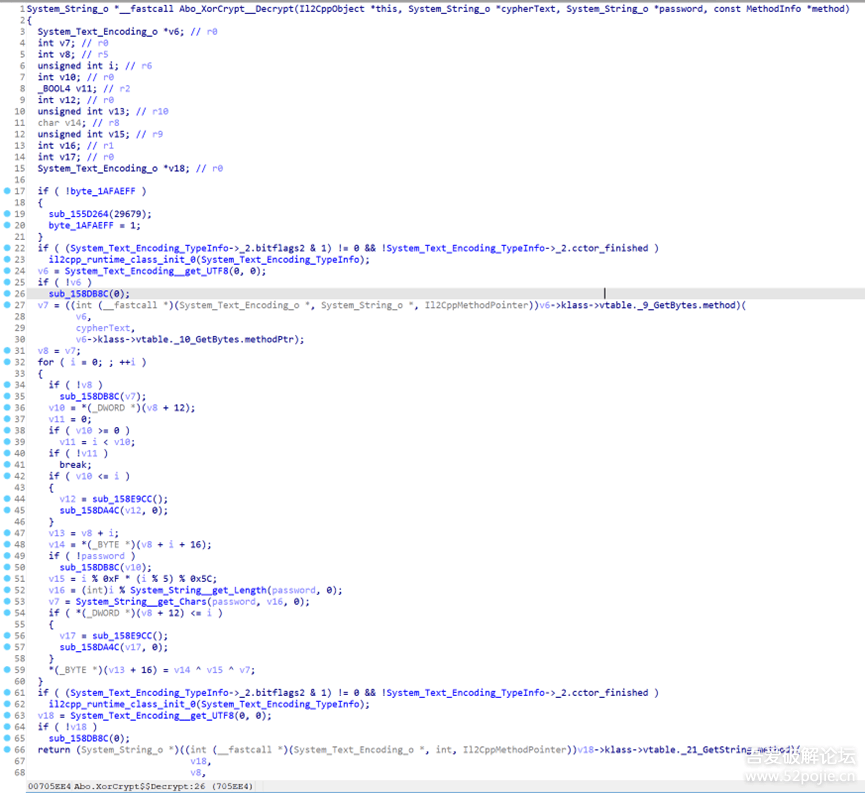 1 System_String_o *__fastcall Abo_XorCrypt__Decrypt(Il2CppObject *this, System_String_o *cypherText, System_String_o *password, const MethodInfo *method)
2 {
3 System_Text_Encoding_o *v6; // r0
4 int v7; // r0
5 int v8; // r5
6 unsigned int i; // r6
7 int v10; // r0
8 _BOOL4 v11; // r2
9 int v12; // r0
10 unsigned int v13; // r10
11 char v14; // r8
12 unsigned int v15; // r9
13 int v16; // r1
14 int v17; // r0
15 System_Text_Encoding_o *v18; // r0
16
17 if ( !byte_1AFAEFF )
18 {
19 sub_155D264(29679);
20 byte_1AFAEFF = 1;
21 }
22 if ( (System_Text_Encoding_TypeInfo->_2.bitflags2 & 1) != 0 && !System_Text_Encoding_TypeInfo->_2.cctor_finished )
23 il2cpp_runtime_class_init_0(System_Text_Encoding_TypeInfo);
24 v6 = System_Text_Encoding__get_UTF8(0, 0);
25 if ( !v6 )
26 sub_158DB8C(0);
27 v7 = ((int (__fastcall *)(System_Text_Encoding_o *, System_String_o *, Il2CppMethodPointer))v6->klass->vtable._9_GetBytes.method)(
28 v6,
29 cypherText,
30 v6->klass->vtable._10_GetBytes.methodPtr);
31 v8 = v7;
32 for ( i = 0; ; ++i )
33 {
34 if ( !v8 )
35 sub_158DB8C(v7);
36 v10 = *(_DWORD *)(v8 + 12);
37 v11 = 0;
38 if ( v10 >= 0 )
39 v11 = i < v10;
40 if ( !v11 )
41 break;
42 if ( v10 <= i )
43 {
44 v12 = sub_158E9CC();
45 sub_158DA4C(v12, 0);
46 }
47 v13 = v8 + i;
48 v14 = *(_BYTE *)(v8 + i + 16);
49 if ( !password )
50 sub_158DB8C(v10);
51 v15 = i % 0xF * (i % 5) % 0x5C;
52 v16 = (int)i % System_String__get_Length(password, 0);
53 v7 = System_String__get_Chars(password, v16, 0);
54 if ( *(_DWORD *)(v8 + 12) <= i )
55 {
56 v17 = sub_158E9CC();
57 sub_158DA4C(v17, 0);
58 }
59 *(_BYTE *)(v13 + 16) = v14 ^ v15 ^ v7;
60 }
61 if ( (System_Text_Encoding_TypeInfo->_2.bitflags2 & 1) != 0 && !System_Text_Encoding_TypeInfo->_2.cctor_finished )
62 il2cpp_runtime_class_init_0(System_Text_Encoding_TypeInfo);
63 v18 = System_Text_Encoding__get_UTF8(0, 0);
64 if ( !v18 )
65 sub_158DB8C(0);
66 return (System_String_o *)((int (__fastcall *)(System_Text_Encoding_o *, int, Il2CppMethodPointer))v18->klass->vtable._21_GetString.method)(
67 v18,
68 v8,
00705EE4 Abo.XorCrypt$$Decrypt:26 (705EE4)
吾爱破解论坛
www.52pojie.cn